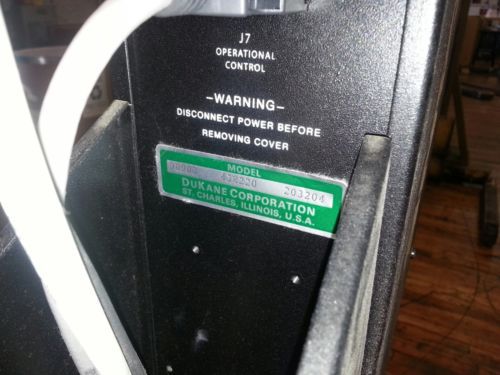 J7
OPERATIONAL
CONTROL
-WARNING-
DISCONNECT POWER BEFORE
REMOVING COVER
MODEL
203204
DUKANE CORPORATION
ST. CHARLES, ILLINOIS, U.S.A.